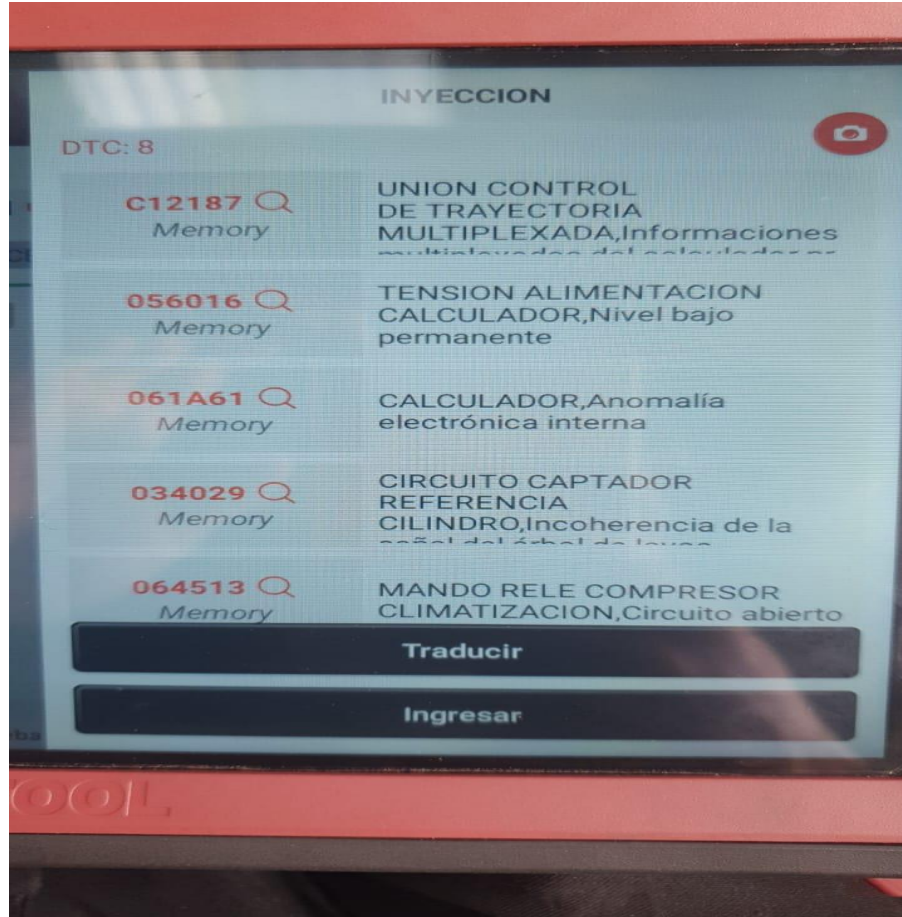 INYECCION
DTC: 8
C12187
Memory
UNION CONTROL
DE TRAYECTORIA
MULTIPLEXADA,Informaciones
056016
Memory
TENSION ALIMENTACION
CALCULADOR,Nivel bajo
permanente
061A61
Memory
CALCULADOR,Anomalía
electrónica interna
034029
Memory
CIRCUITO CAPTADOR
REFERENCIA
CILINDRO,Incoherencia de la
064513
Memory
MANDO RELE COMPRESOR
CLIMATIZACION,Circuito abierto
Traducir
Ingresar
OOL